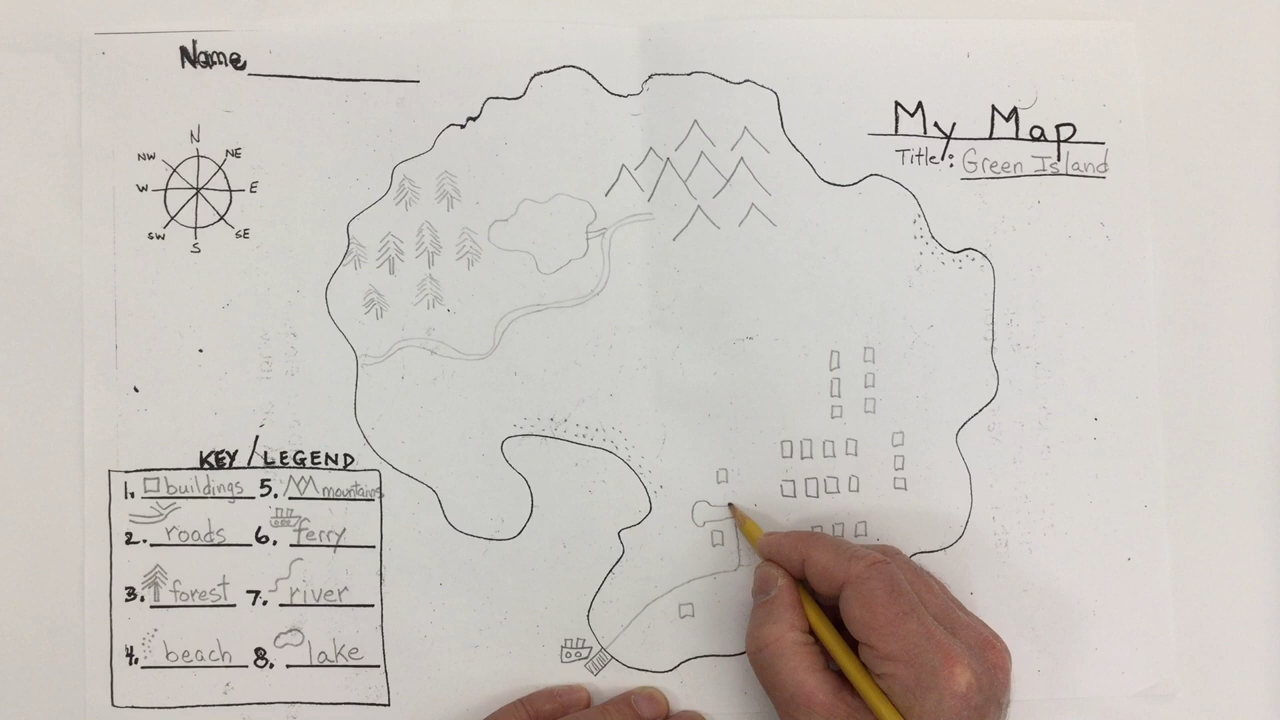 Name
My Map
Title: Green Island
N
NW NE
W E
SW SE
S
KEY/LEGEND
1. buildings 5. mountains
2. roads 6. ferry
3. forest 7. river
4. beach 8. lake